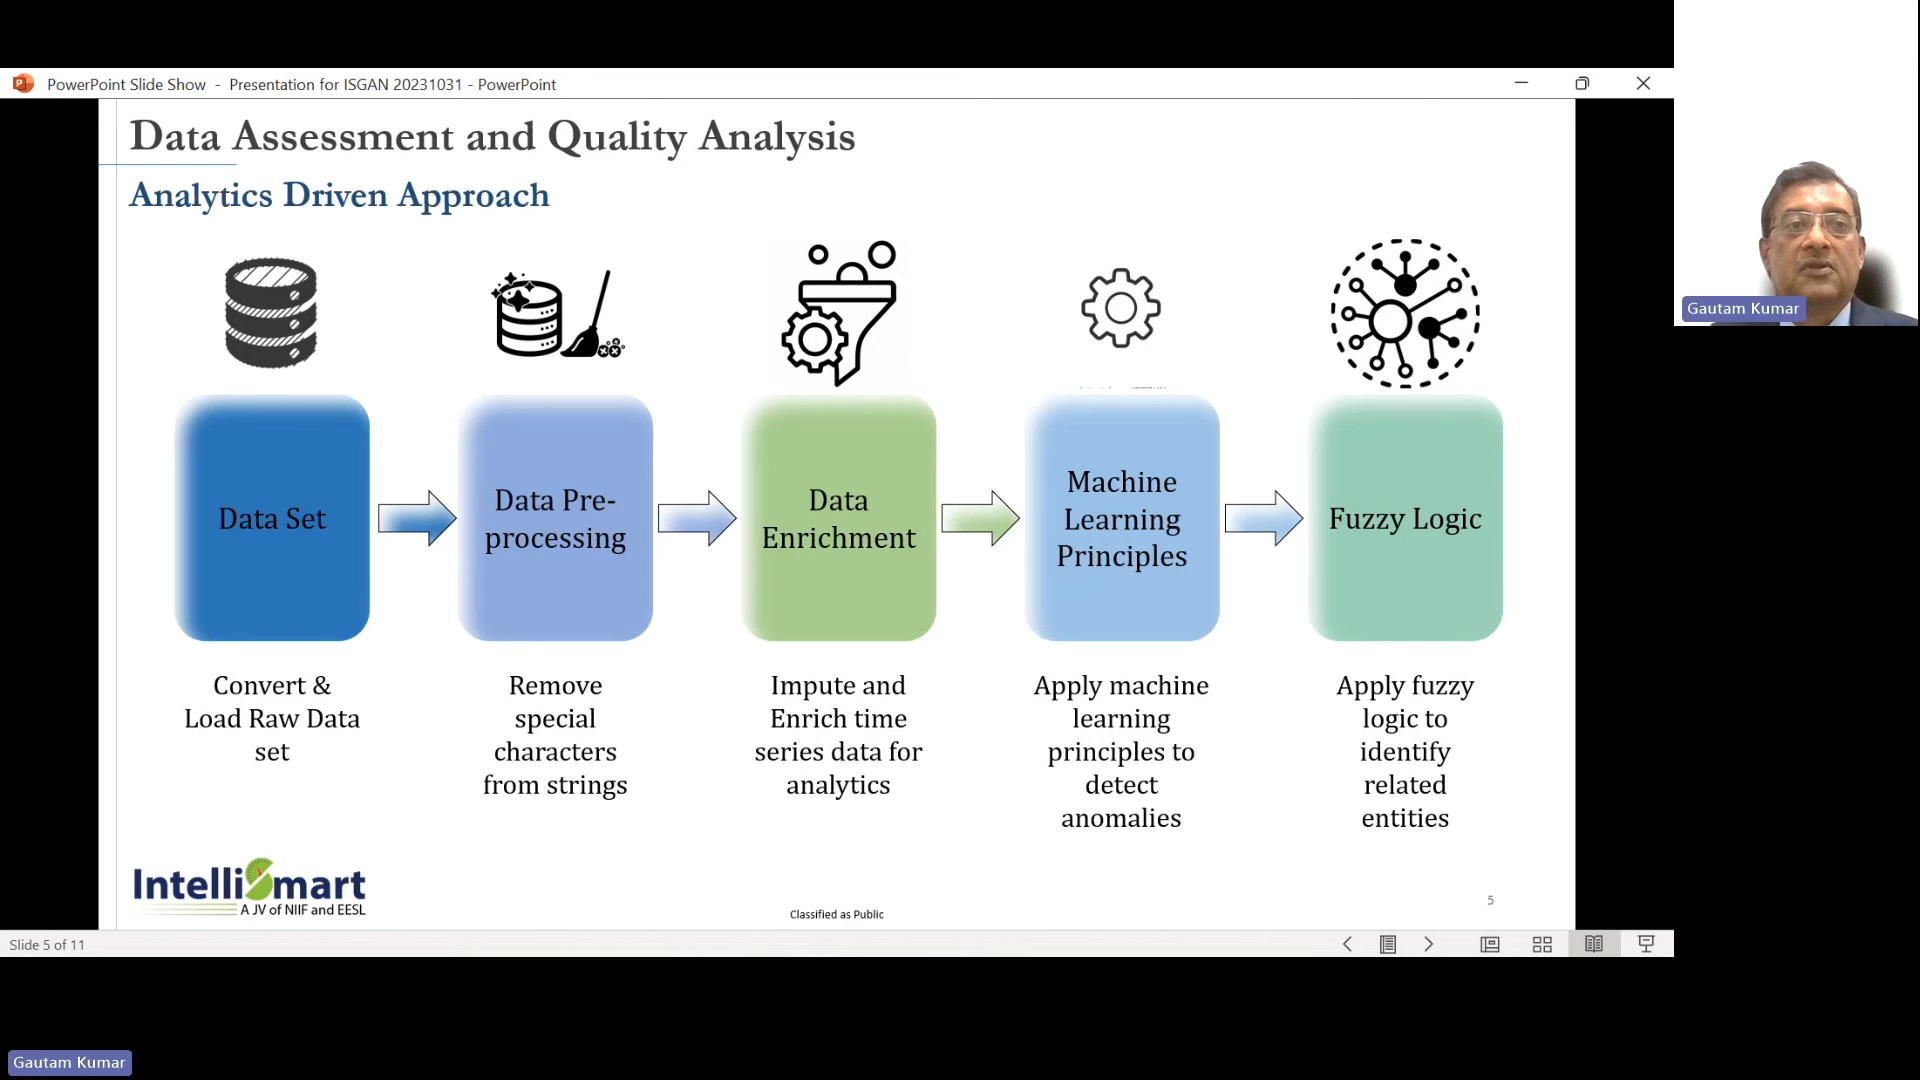 PowerPoint Slide Show - Presentation for ISGAN 20231031 - PowerPoint
Data Assessment and Quality Analysis
Analytics Driven Approach
Data Set
Data Pre-
processing
Data
Enrichment
Machine
Learning
Principles
Fuzzy Logic
Convert &
Load Raw Data
set
Remove
special
characters
from strings
Impute and
Enrich time
series data for
analytics
Apply machine
learning
principles to
detect
anomalies
Apply fuzzy
logic to
identify
related
entities
IntelliSmart
A JV of NIIF and EESL
Classified as Public
5
Slide 5 of 11
Gautam Kumar
Gautam Kumar